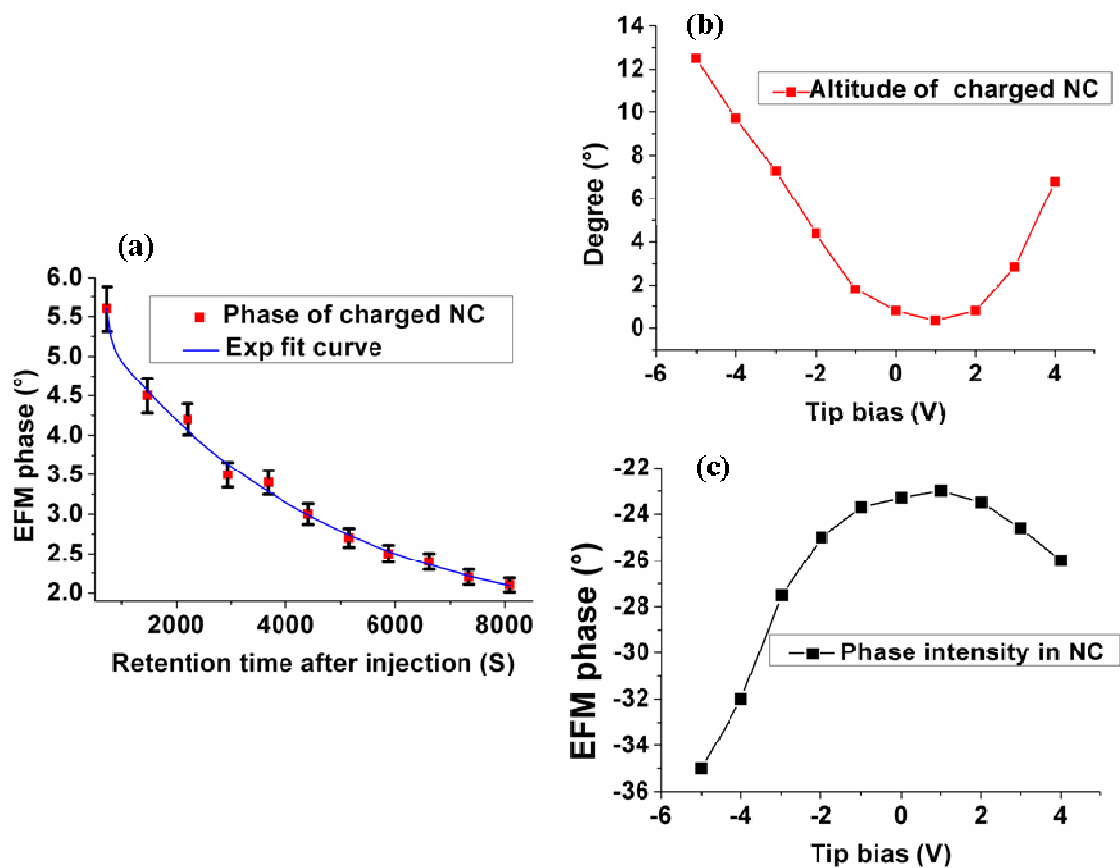 (a)
6.0
5.5
5.0
4.5
4.0
3.5
3.0
2.5
2.0
EFM phase (°)
Phase of charged NC
Exp fit curve
2000 4000 6000 8000
Retention time after injection (S)
(b)
14
12
10
8
6
4
2
0
Degree (°)
Altitude of charged NC
-6 -4 -2 0 2 4
Tip bias (V)
(c)
-22
-24
-26
-28
-30
-32
-34
-36
EFM phase (°)
Phase intensity in NC
-6 -4 -2 0 2 4
Tip bias (V)